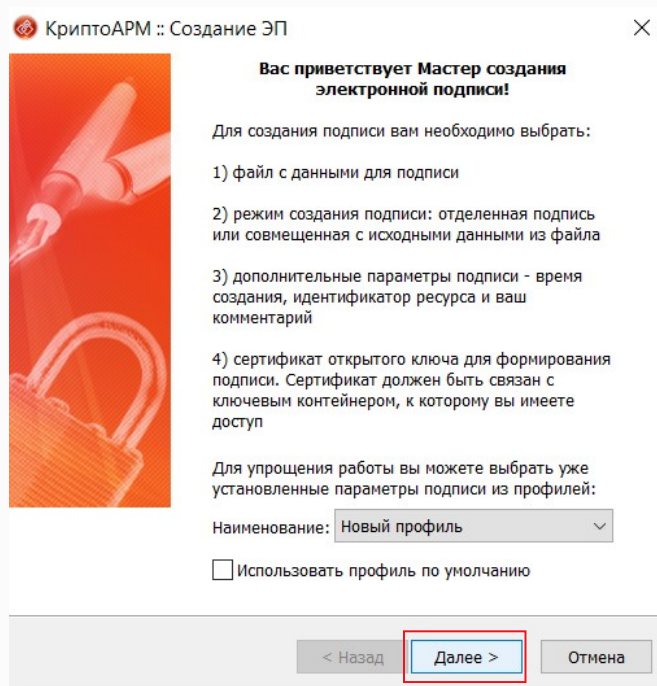 КриптоАРМ :: Создание ЭП
Вас приветствует Мастер создания
электронной подписи!
Для создания подписи вам необходимо выбрать:
1) файл с данными для подписи
2) режим создания подписи: отделенная подпись
или совмещенная с исходными данными из файла
3) дополнительные параметры подписи - время
создания, идентификатор ресурса и ваш
комментарий
4) сертификат открытого ключа для формирования
подписи. Сертификат должен быть связан с
ключевым контейнером, к которому вы имеете
доступ
Для упрощения работы вы можете выбрать уже
установленные параметры подписи из профилей:
Наименование: Новый профиль
Использовать профиль по умолчанию
< Назад Далее > Отмена